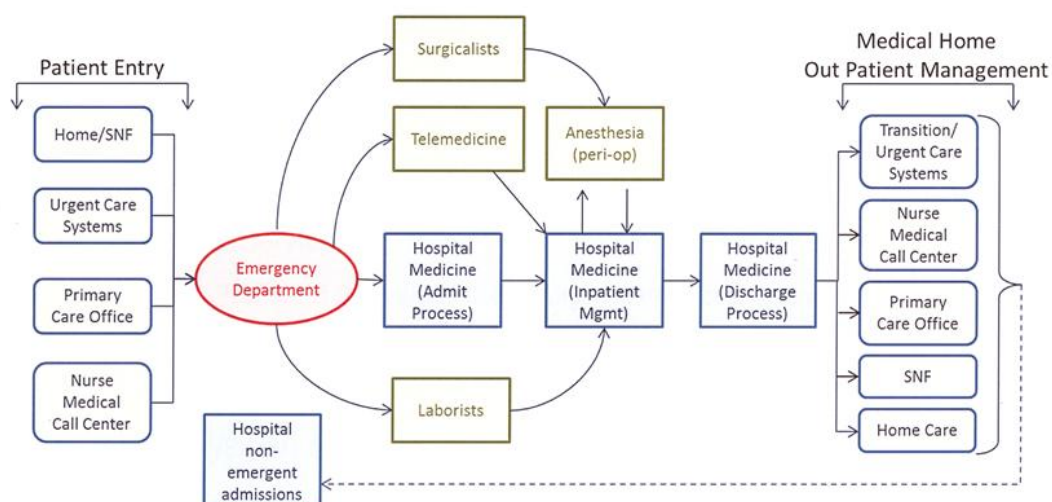 Patient Entry
Home/SNF
Urgent Care
Systems
Primary
Care Office
Nurse
Medical
Call Center
Emergency
Department
Surgicalists
Telemedicine
Anesthesia
(peri-op)
Hospital
Medicine
(Admit
Process)
Hospital
Medicine
(Inpatient
Mgmt)
Hospital
Medicine
(Discharge
Process)
Laborists
Hospital
non-
emergent
admissions
Medical Home
Out Patient Management
Transition/
Urgent Care
Systems
Nurse
Medical
Call Center
Primary
Care Office
SNF
Home Care